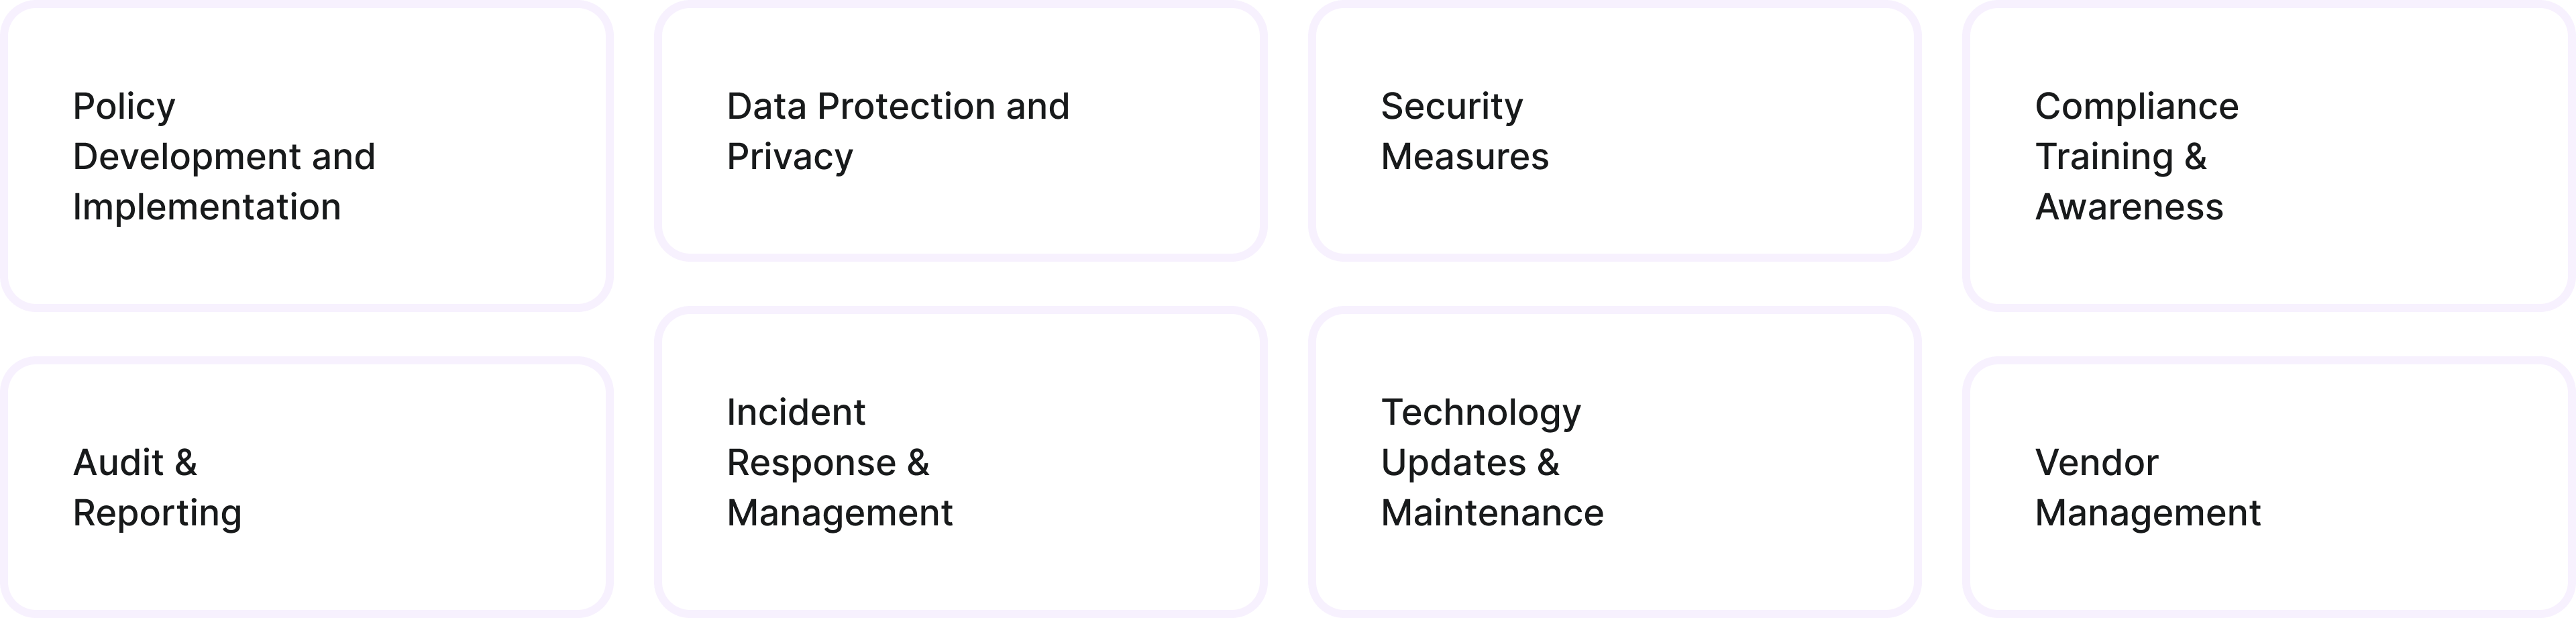 Policy
Development and
Implementation
Data Protection and
Privacy
Security
Measures
Compliance
Training &
Awareness
Audit &
Reporting
Incident
Response &
Management
Technology
Updates &
Maintenance
Vendor
Management